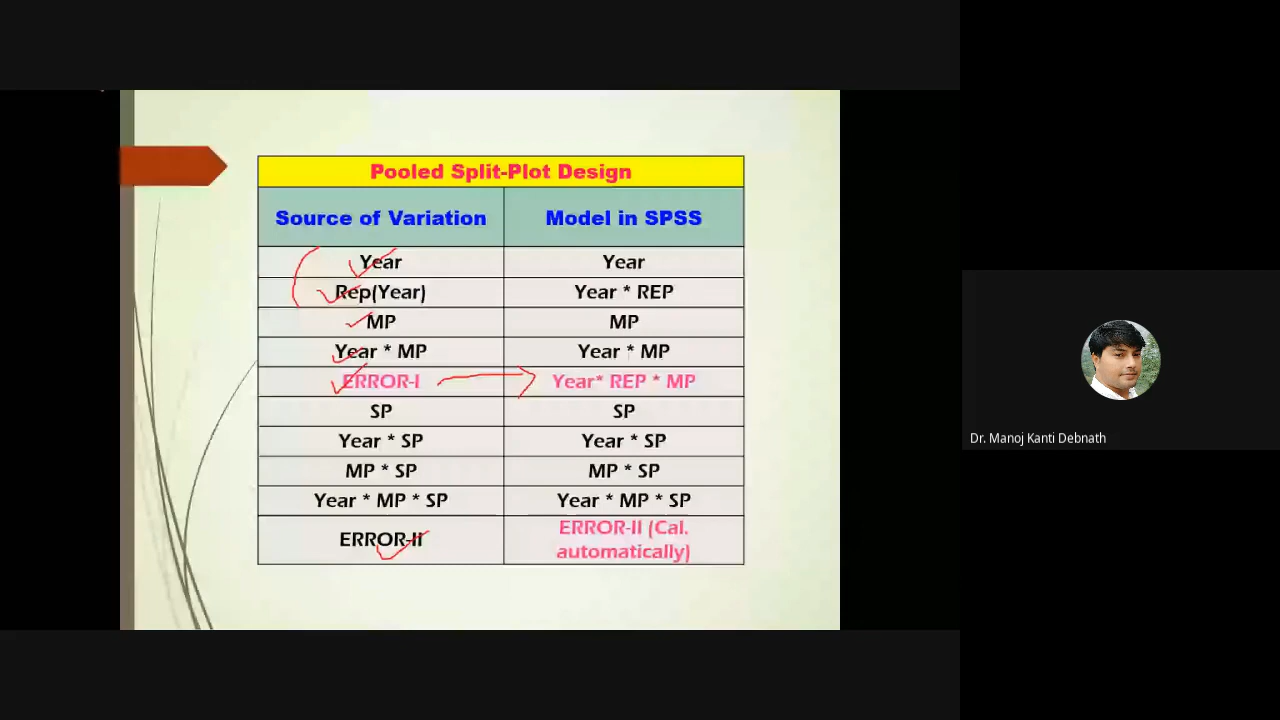 Pooled Split-Plot Design
Source of Variation
Model in SPSS
Year
Year
Rep(Year)
Year * REP
MP
MP
Year * MP
Year * MP
ERROR-I
Year* REP * MP
SP
SP
Year * SP
Year * SP
MP * SP
MP * SP
Year * MP * SP
Year * MP * SP
ERROR-II
ERROR-II (Cal.
automatically)
Dr. Manoj Kanti Debnath